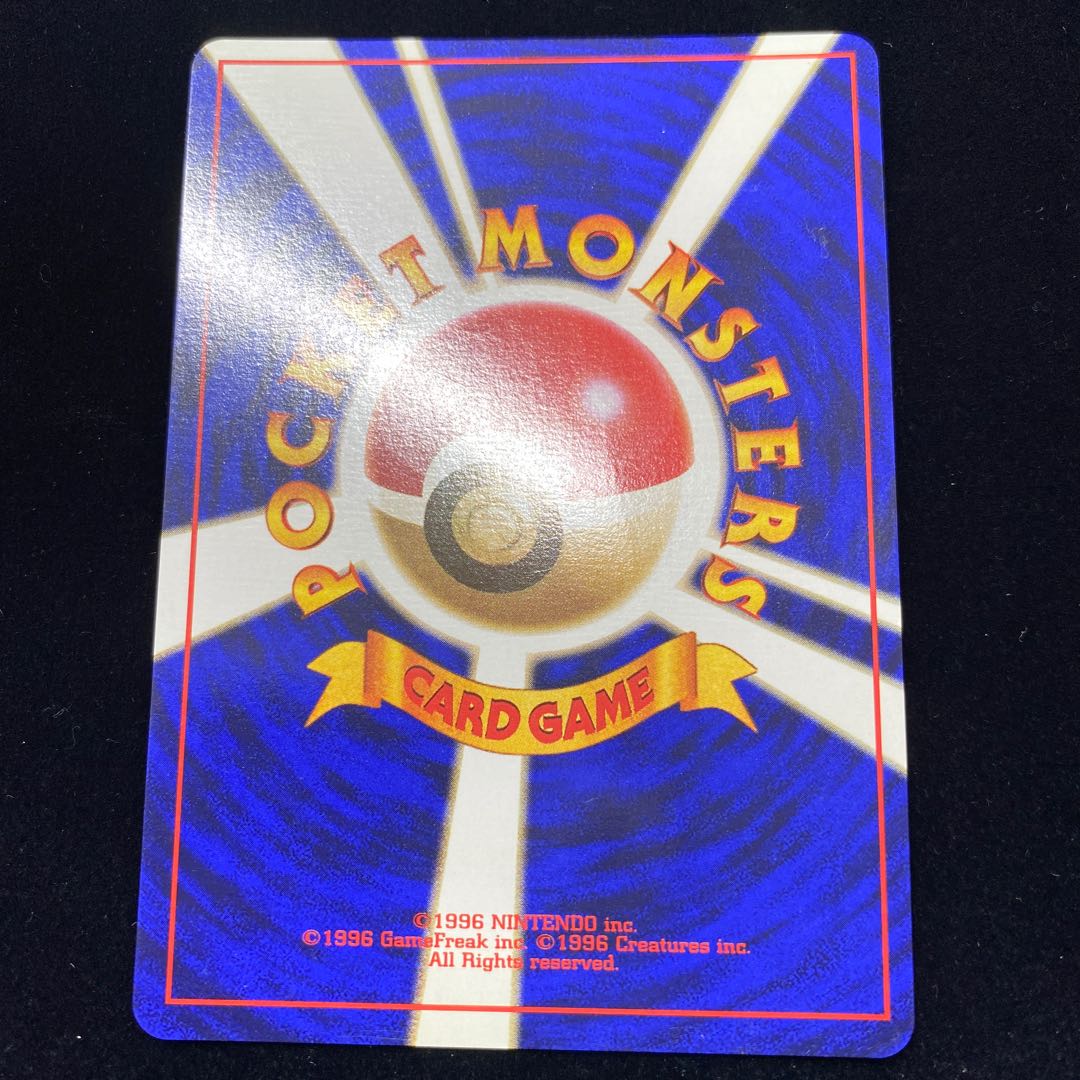 POCKET MONSTERS
CARD GAME
©1996 NINTENDO inc.
©1996 GameFreak inc. ©1996 Creatures inc.
All Rights reserved.